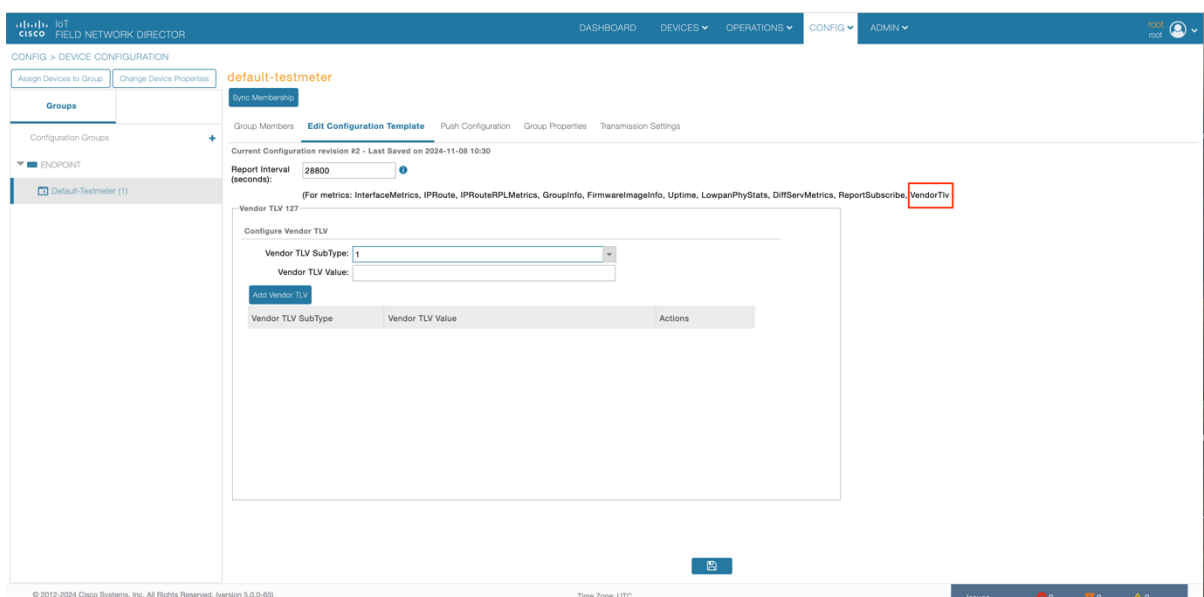 CISCO IoT FIELD NETWORK DIRECTOR
DASHBOARD DEVICES OPERATIONS CONFIG ADMIN
root
root
CONFIG > DEVICE CONFIGURATION
Assign Devices to Group Change Device Properties
default-testmeter
Sync Membership
Groups
Group Members Edit Configuration Template Push Configuration Group Properties Transmission Settings
Configuration Groups +
Current Configuration revision #2 - Last Saved on 2024-11-08 10:30
ENDPOINT
Report Interval (seconds): 28800
Default-Testmeter (1)
(For metrics: InterfaceMetrics, IPRoute, IPRouteRPLMetrics, GroupInfo, FirmwareImageInfo, Uptime, LowpanPhyStats, DiffServMetrics, ReportSubscribe, VendorTlv
Vendor TLV 127
Configure Vendor TLV
Vendor TLV SubType: 1
Vendor TLV Value:
Add Vendor TLV
Vendor TLV SubType Vendor TLV Value Actions
© 2012-2024 Cisco Systems, Inc. All Rights Reserved. (version 5.0.0-65) Time Zone: UTC Issues 0 0 0